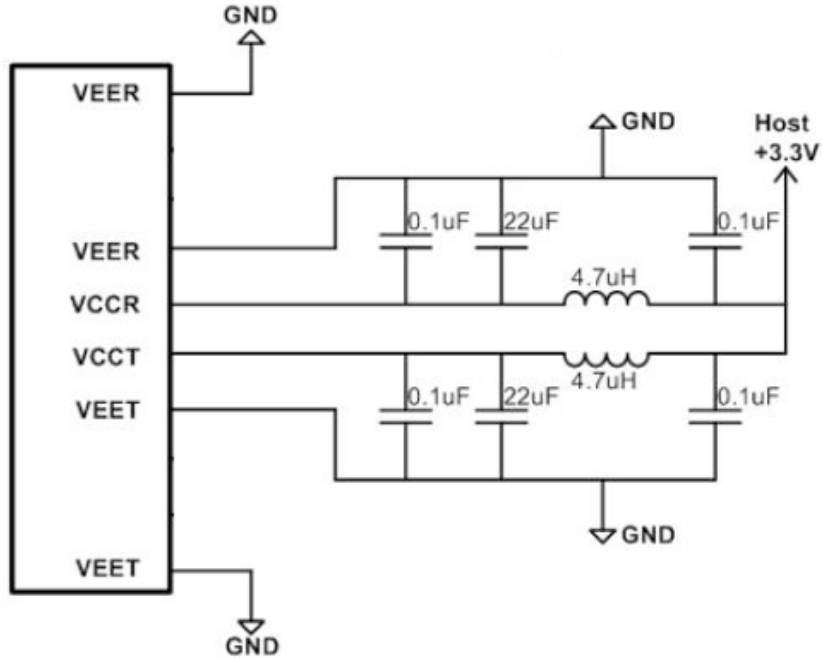 GND
VEER
GND
Host
+3.3V
0.1uF
22uF
0.1uF
VEER
4.7uH
VCCR
VCCT
4.7uH
VEET
0.1uF
22uF
0.1uF
GND
VEET
GND